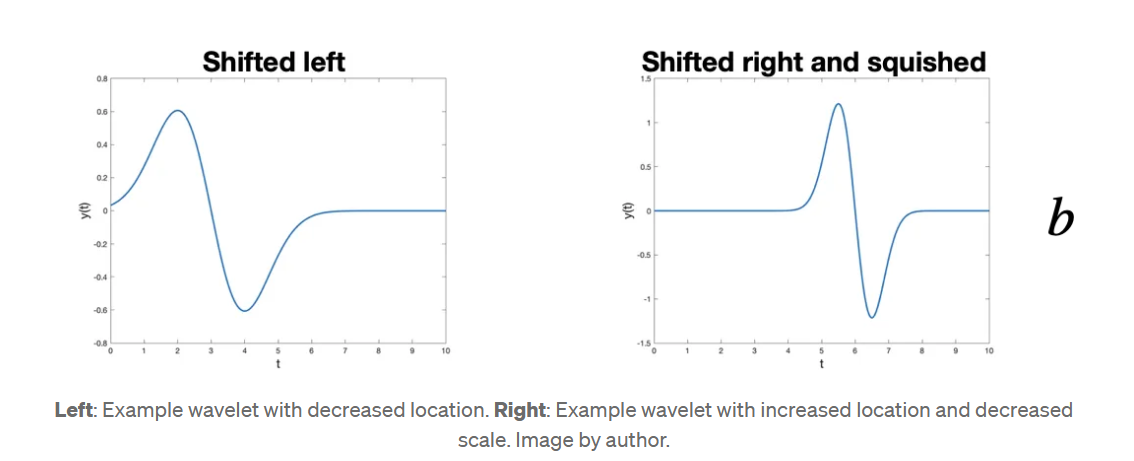 Shifted left
0.8
0.6
0.4
0.2
0
-0.2
-0.4
-0.6
-0.8
y(t)
0 1 2 3 4 5 6 7 8 9 10
t
Shifted right and squished
1.5
1
0.5
0
-0.5
-1
-1.5
y(t)
0 1 2 3 4 5 6 7 8 9 10
t
b
Left: Example wavelet with decreased location. Right: Example wavelet with increased location and decreased
scale. Image by author.